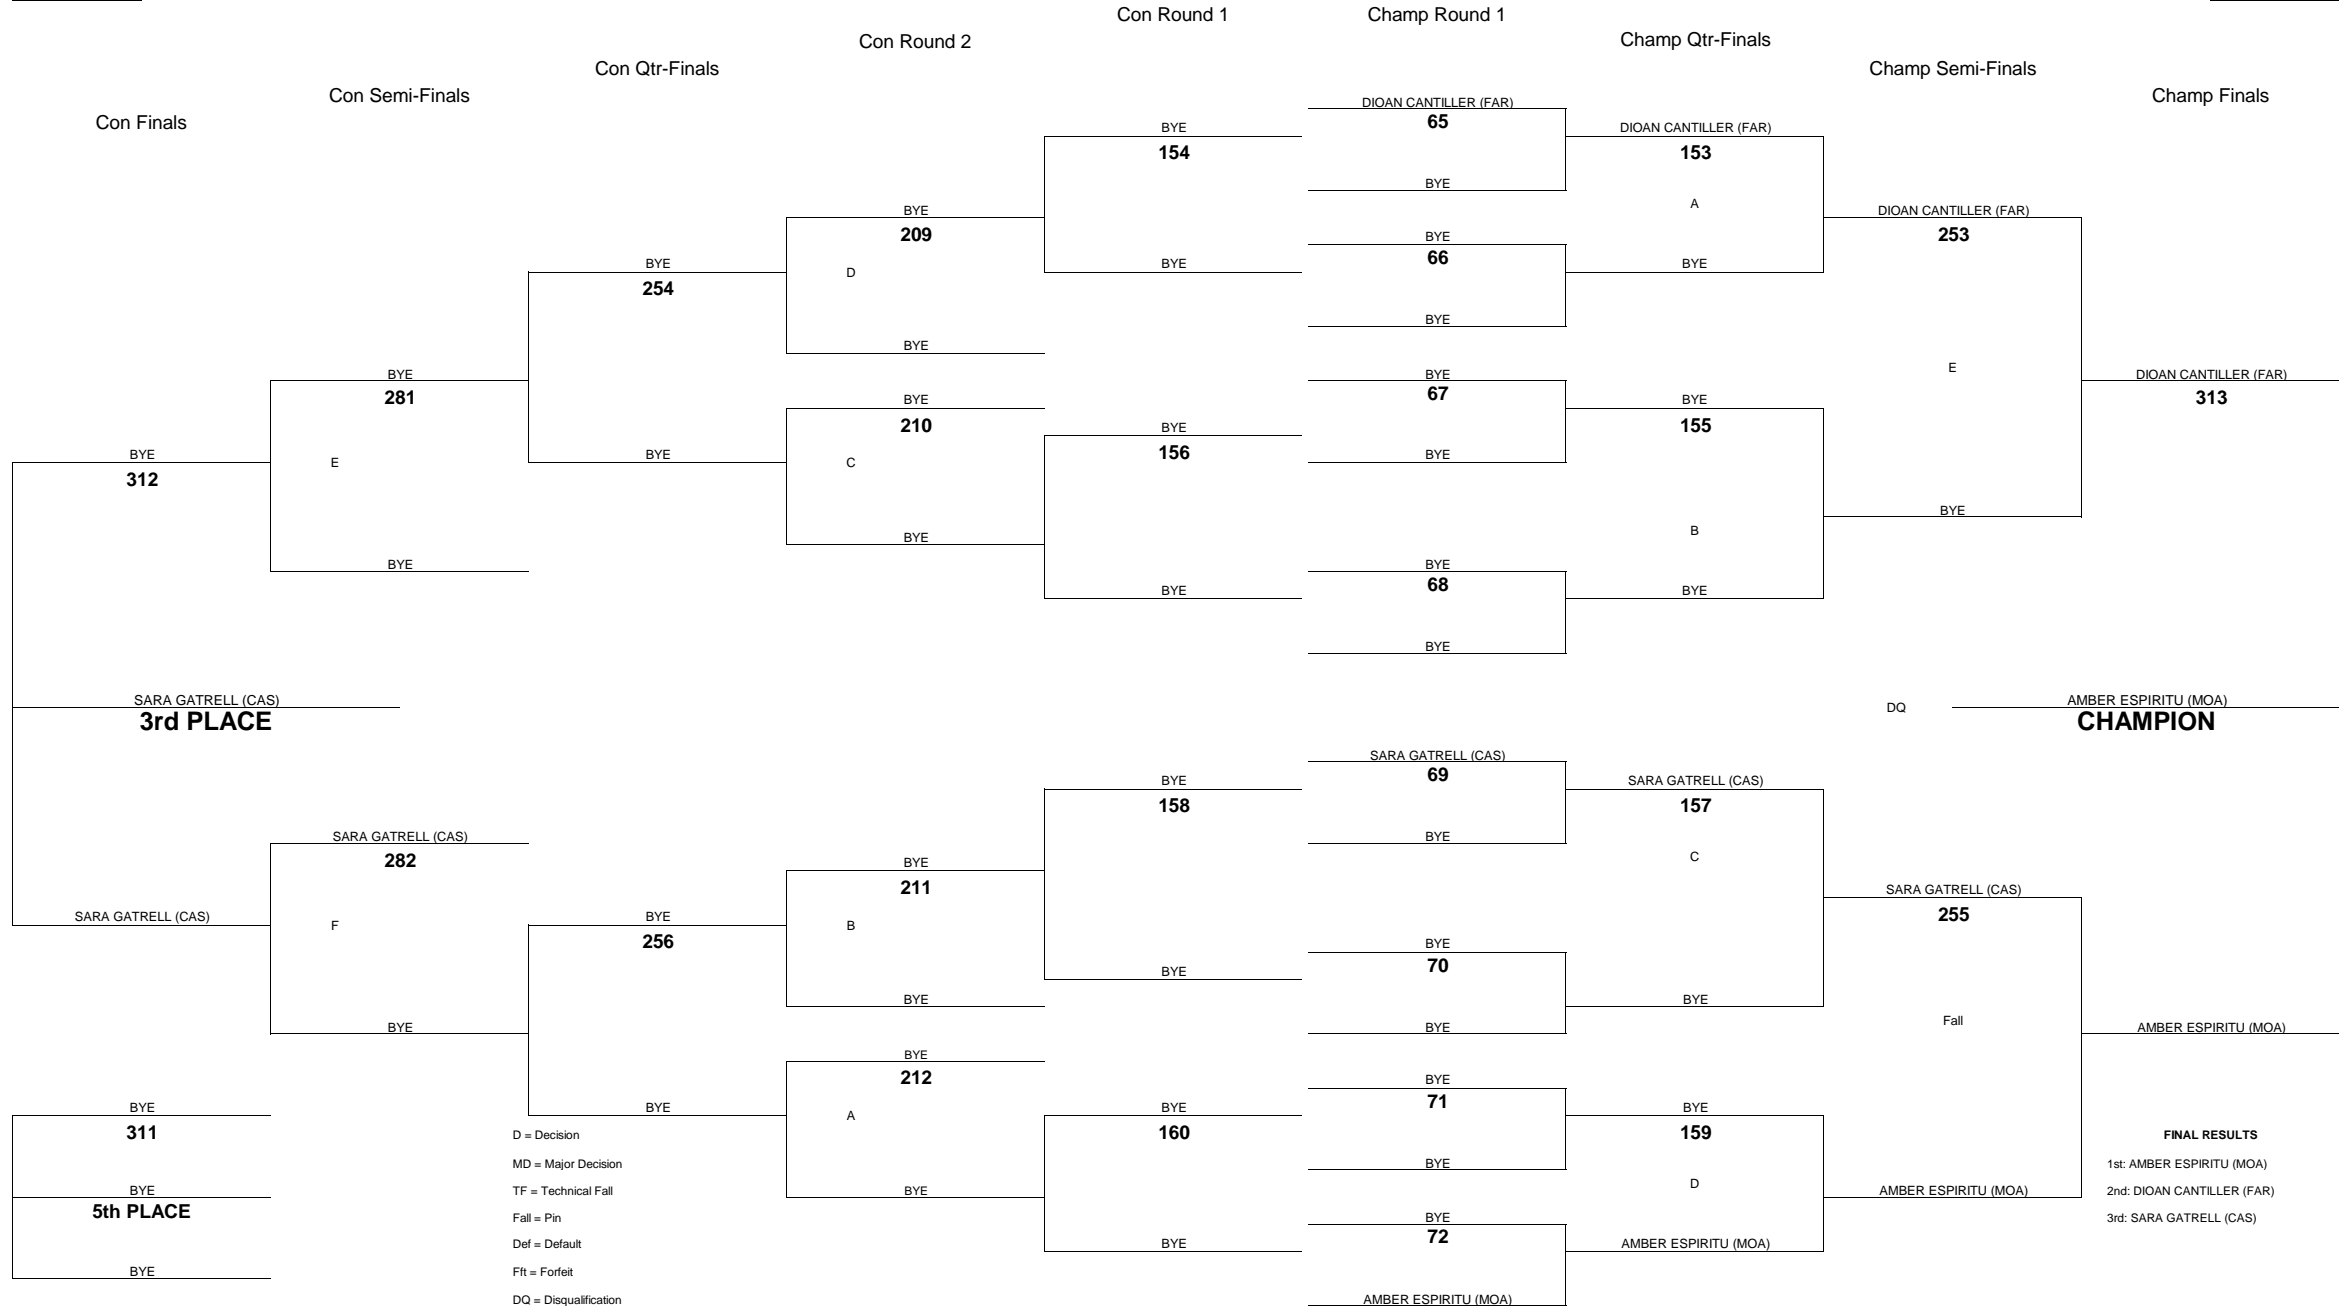 Con Round 1
Champ Round 1
Con Round 2
Champ Qtr-Finals
Con Qtr-Finals
Champ Semi-Finals
Con Semi-Finals
Champ Finals
Con Finals
DIOAN CANTILLER (FAR)
65
BYE
BYE
66
BYE
BYE
67
BYE
BYE
68
BYE
SARA GATRELL (CAS)
69
BYE
BYE
70
BYE
BYE
71
BYE
BYE
72
AMBER ESPIRITU (MOA)
DIOAN CANTILLER (FAR)
153
A
BYE
BYE
155
B
BYE
SARA GATRELL (CAS)
157
C
BYE
BYE
159
D
AMBER ESPIRITU (MOA)
DIOAN CANTILLER (FAR)
253
E
BYE
SARA GATRELL (CAS)
255
Fall
AMBER ESPIRITU (MOA)
DIOAN CANTILLER (FAR)
313
DQ
AMBER ESPIRITU (MOA)
CHAMPION
AMBER ESPIRITU (MOA)
BYE
154
BYE
BYE
156
BYE
BYE
158
BYE
BYE
160
BYE
BYE
209
D
BYE
BYE
210
C
BYE
BYE
211
B
BYE
BYE
212
A
BYE
BYE
254
BYE
BYE
256
BYE
BYE
281
E
BYE
SARA GATRELL (CAS)
282
F
BYE
BYE
312
SARA GATRELL (CAS)
3rd PLACE
SARA GATRELL (CAS)
BYE
311
BYE
5th PLACE
BYE
D = Decision
MD = Major Decision
TF = Technical Fall
Fall = Pin
Def = Default
Fft = Forfeit
DQ = Disqualification
FINAL RESULTS
1st: AMBER ESPIRITU (MOA)
2nd: DIOAN CANTILLER (FAR)
3rd: SARA GATRELL (CAS)